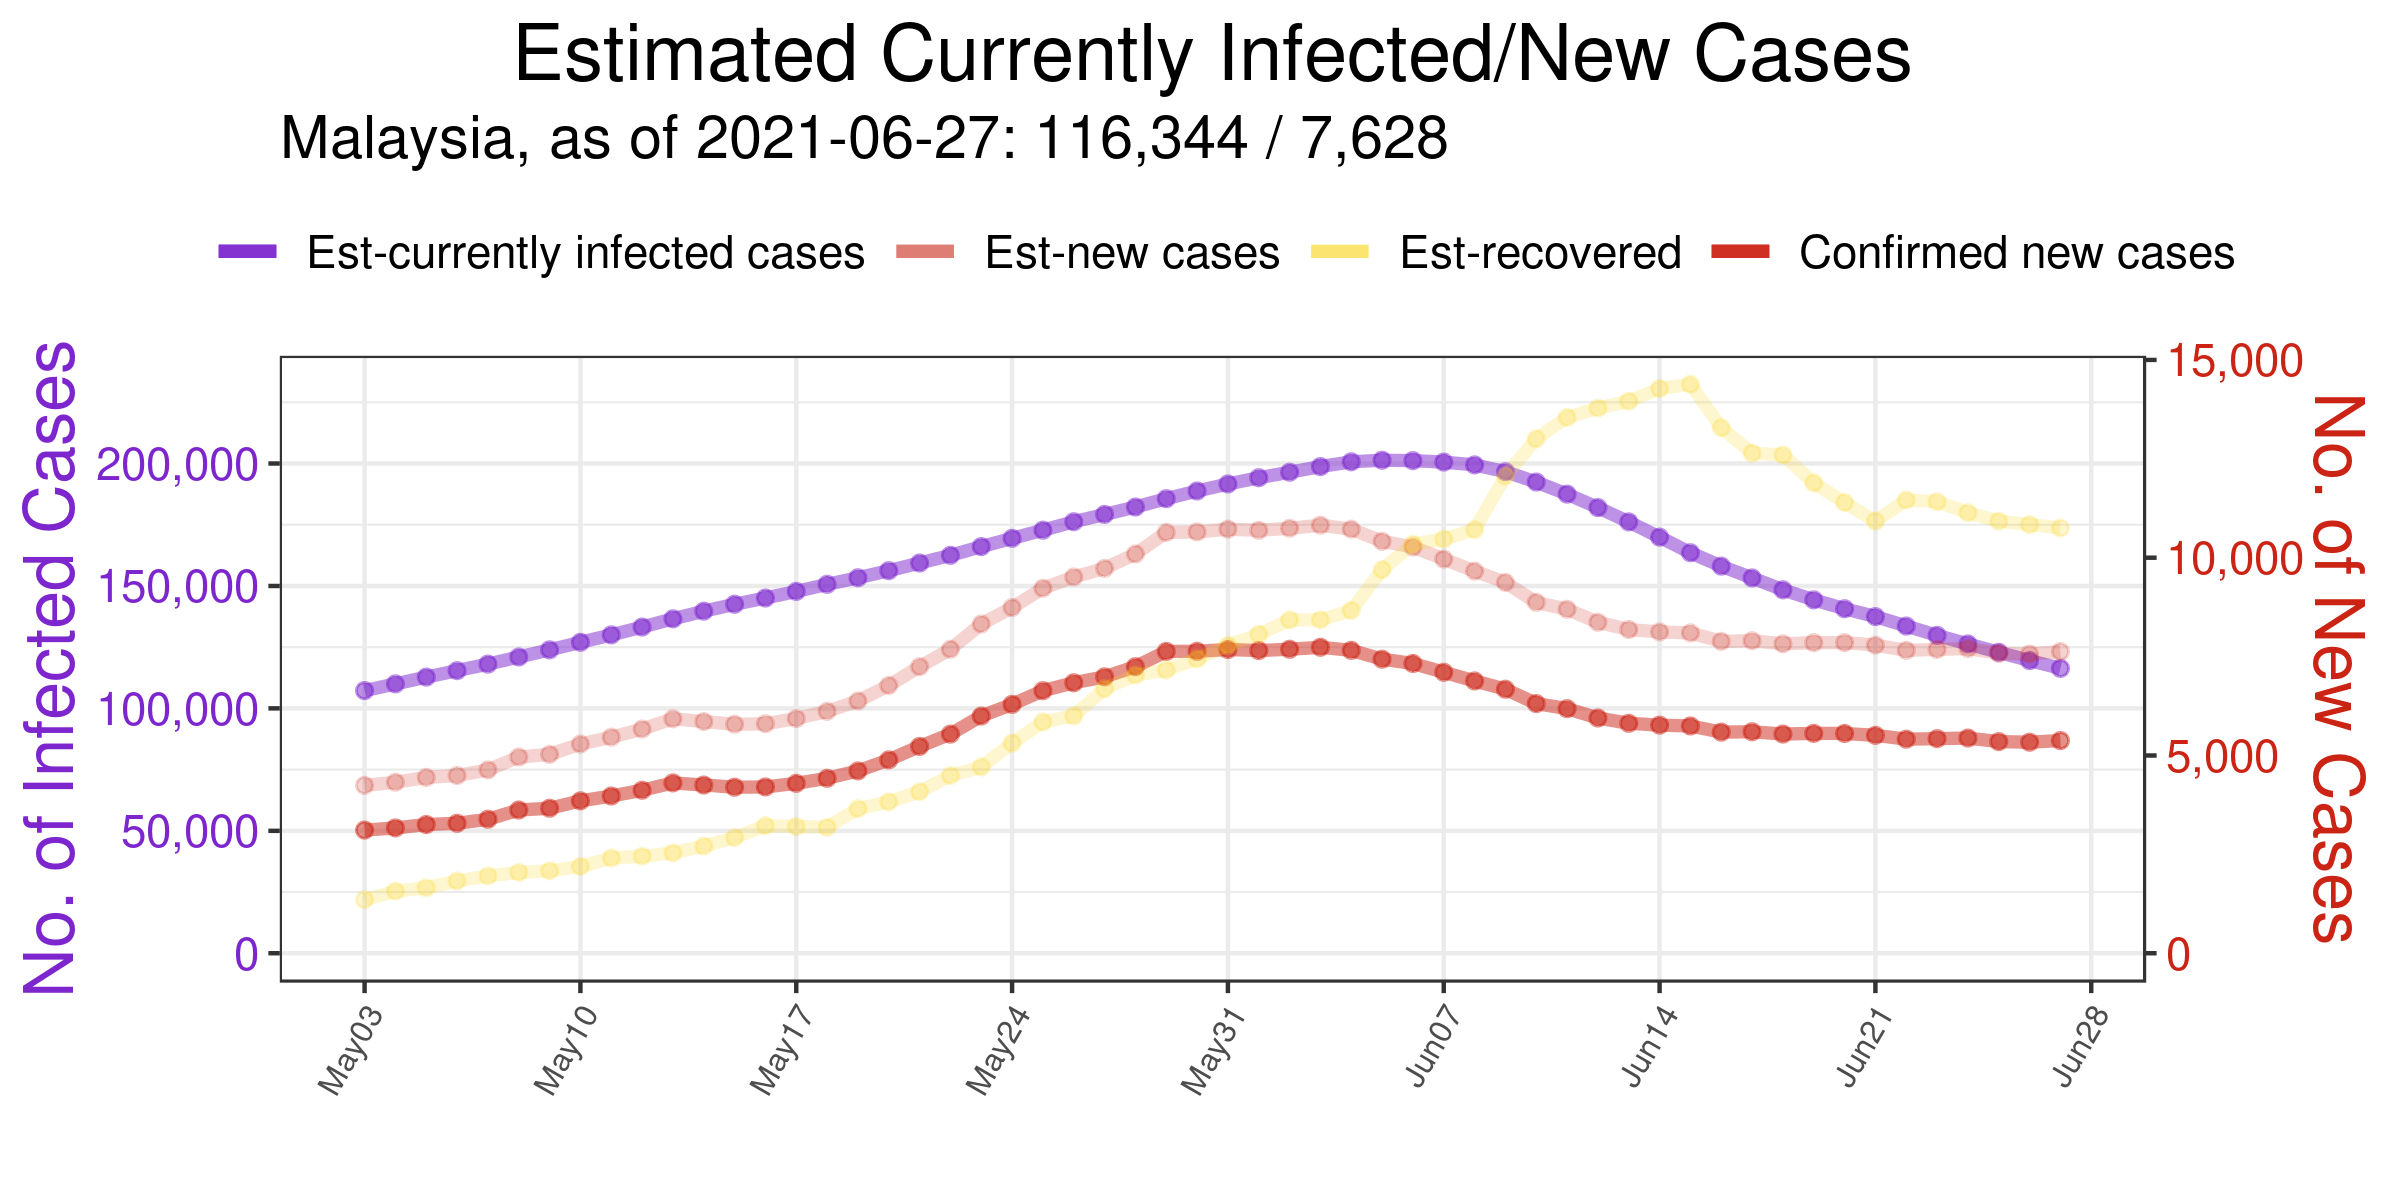 Estimated Currently Infected/New Cases
Malaysia, as of 2021-06-27: 116,344 / 7,628
Est-currently infected cases Est-new cases Est-recovered Confirmed new cases
No. of Infected Cases
200,000
150,000
100,000
50,000
0
15,000
10,000
5,000
0
No. of New Cases
May03 May10 May17 May24 May31 Jun07 Jun14 Jun21 Jun28